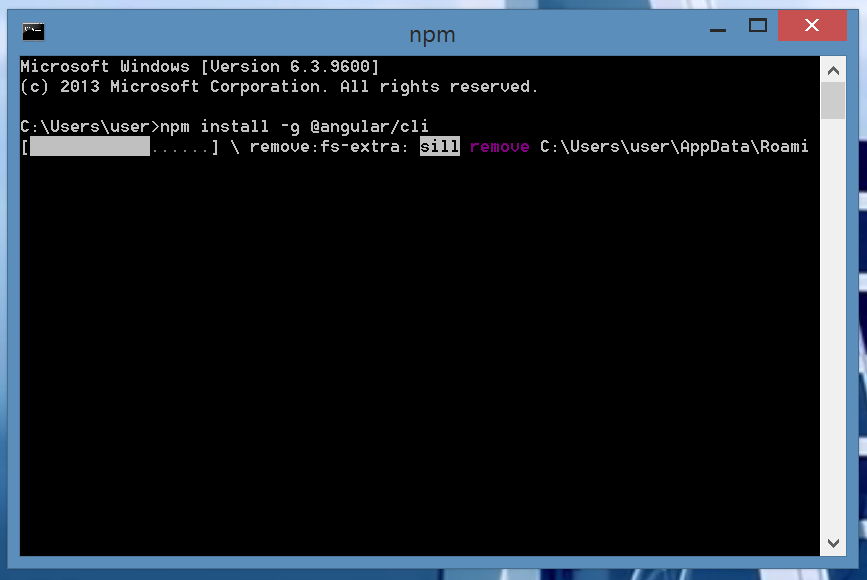 npm
Microsoft Windows [Version 6.3.9600]
(c) 2013 Microsoft Corporation. All rights reserved.
C:\Users\user>npm install -g @angular/cli
[            ......] \ remove:fs-extra: sill remove C:\Users\user\AppData\Roami